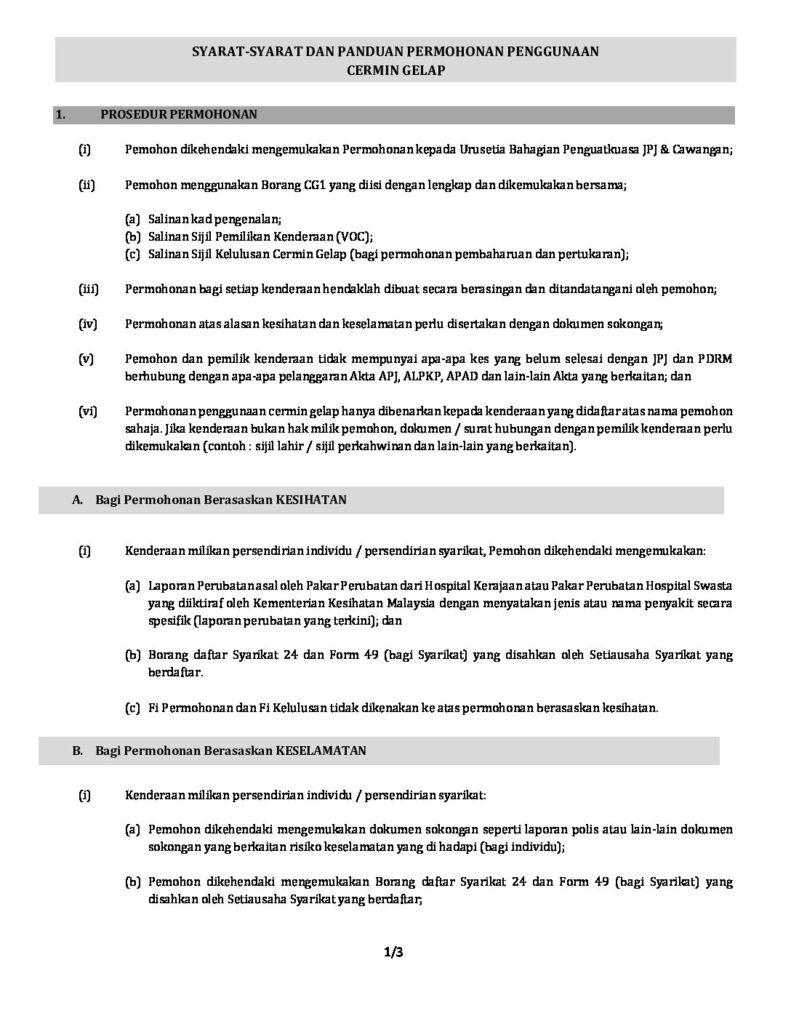 SYARAT-SYARAT DAN PANDUAN PERMOHONAN PENGGUNAAN
CERMIN GELAP
1. PROSEDUR PERMOHONAN
(i) Pemohon dikehendaki mengemukakan Permohonan kepada Urusetia Bahagian Penguatkuasa JPJ & Cawangan;
(ii) Pemohon menggunakan Borang CG1 yang diisi dengan lengkap dan dikemukakan bersama;
(a) Salinan kad pengenalan;
(b) Salinan Sijil Pemilikan Kenderaan (VOC);
(c) Salinan Sijil Kelulusan Cermin Gelap (bagi permohonan pembaharuan dan pertukaran);
(iii) Permohonan bagi setiap kenderaan hendaklah dibuat secara berasingan dan ditandatangani oleh pemohon;
(iv) Permohonan atas alasan kesihatan dan keselamatan perlu disertakan dengan dokumen sokongan;
(v) Pemohon dan pemilik kenderaan tidak mempunyai apa-apa kes yang belum selesai dengan JPJ dan PDRM
berhubung dengan apa-apa pelanggaran Akta APJ, ALPKP, APAD dan lain-lain Akta yang berkaitan; dan
(vi) Permohonan penggunaan cermin gelap hanya dibenarkan kepada kenderaan yang didaftar atas nama pemohon
sahaja. Jika kenderaan bukan hak milik pemohon, dokumen / surat hubungan dengan pemilik kenderaan perlu
dikemukakan (contoh : sijil lahir / sijil perkahwinan dan lain-lain yang berkaitan).
A. Bagi Permohonan Berasaskan KESIHATAN
(i) Kenderaan milikan persendirian individu / persendirian syarikat, Pemohon dikehendaki mengemukakan:
(a) Laporan Perubatan asal oleh Pakar Perubatan dari Hospital Kerajaan atau Pakar Perubatan Hospital Swasta
yang diiktiraf oleh Kementerian Kesihatan Malaysia dengan menyatakan jenis atau nama penyakit secara
spesifik (laporan perubatan yang terkini); dan
(b) Borang daftar Syarikat 24 dan Form 49 (bagi Syarikat) yang disahkan oleh Setiausaha Syarikat yang
berdaftar.
(c) Fi Permohonan dan Fi Kelulusan tidak dikenakan ke atas permohonan berasaskan kesihatan.
B. Bagi Permohonan Berasaskan KESELAMATAN
(i) Kenderaan milikan persendirian individu / persendirian syarikat:
(a) Pemohon dikehendaki mengemukakan dokumen sokongan seperti laporan polis atau lain-lain dokumen
sokongan yang berkaitan risiko keselamatan yang di hadapi (bagi individu);
(b) Pemohon dikehendaki mengemukakan Borang daftar Syarikat 24 dan Form 49 (bagi Syarikat) yang
disahkan oleh Setiausaha Syarikat yang berdaftar;
1/3